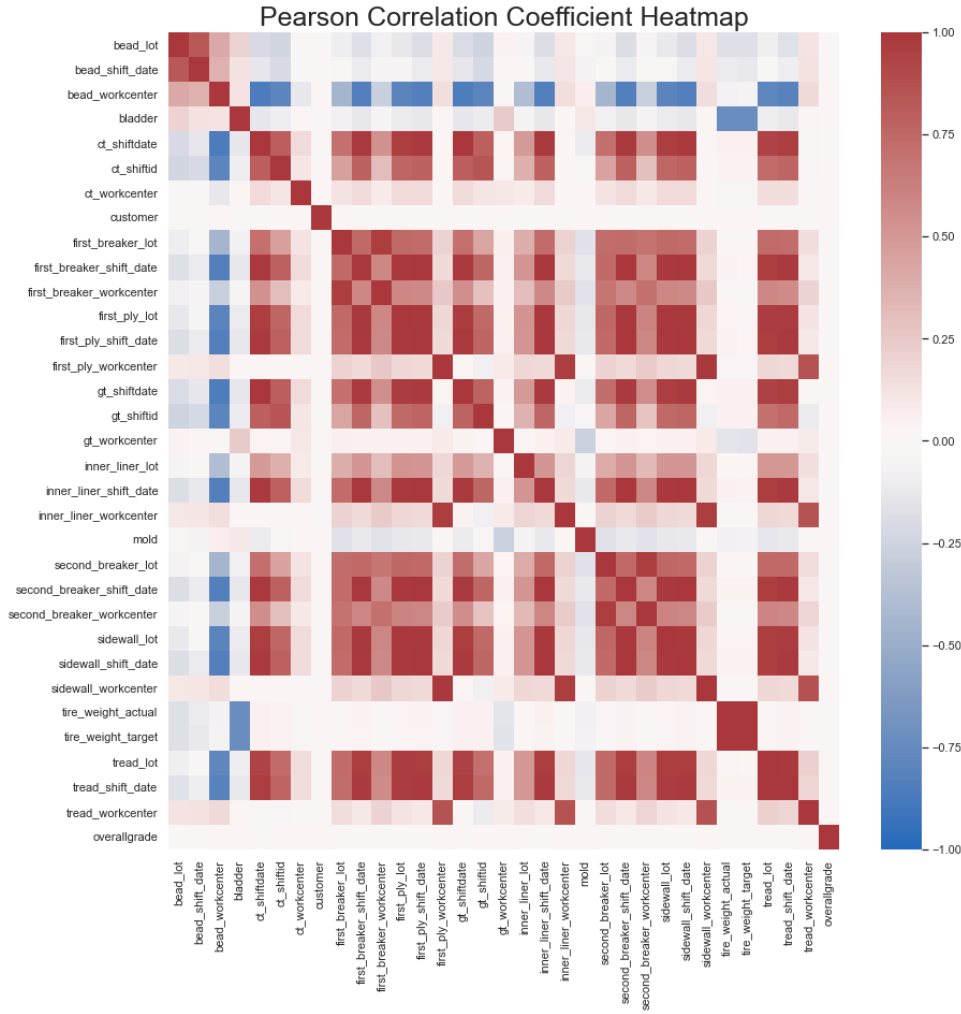 Pearson Correlation Coefficient Heatmap
bead_lot
bead_shift_date
bead_workcenter
bladder
ct_shiftdate
ct_shiftid
ct_workcenter
customer
first_breaker_lot
first_breaker_shift_date
first_breaker_workcenter
first_ply_lot
first_ply_shift_date
first_ply_workcenter
gt_shiftdate
gt_shiftid
gt_workcenter
inner_liner_lot
inner_liner_shift_date
inner_liner_workcenter
mold
second_breaker_lot
second_breaker_shift_date
second_breaker_workcenter
sidewall_lot
sidewall_shift_date
sidewall_workcenter
tire_weight_actual
tire_weight_target
tread_lot
tread_shift_date
tread_workcenter
overallgrade
bead_lot
bead_shift_date
bead_workcenter
bladder
ct_shiftdate
ct_shiftid
ct_workcenter
customer
first_breaker_lot
first_breaker_shift_date
first_breaker_workcenter
first_ply_lot
first_ply_shift_date
first_ply_workcenter
gt_shiftdate
gt_shiftid
gt_workcenter
inner_liner_lot
inner_liner_shift_date
inner_liner_workcenter
mold
second_breaker_lot
second_breaker_shift_date
second_breaker_workcenter
sidewall_lot
sidewall_shift_date
sidewall_workcenter
tire_weight_actual
tire_weight_target
tread_lot
tread_shift_date
tread_workcenter
overallgrade
1.00
0.75
0.50
0.25
0.00
−0.25
−0.50
−0.75
−1.00